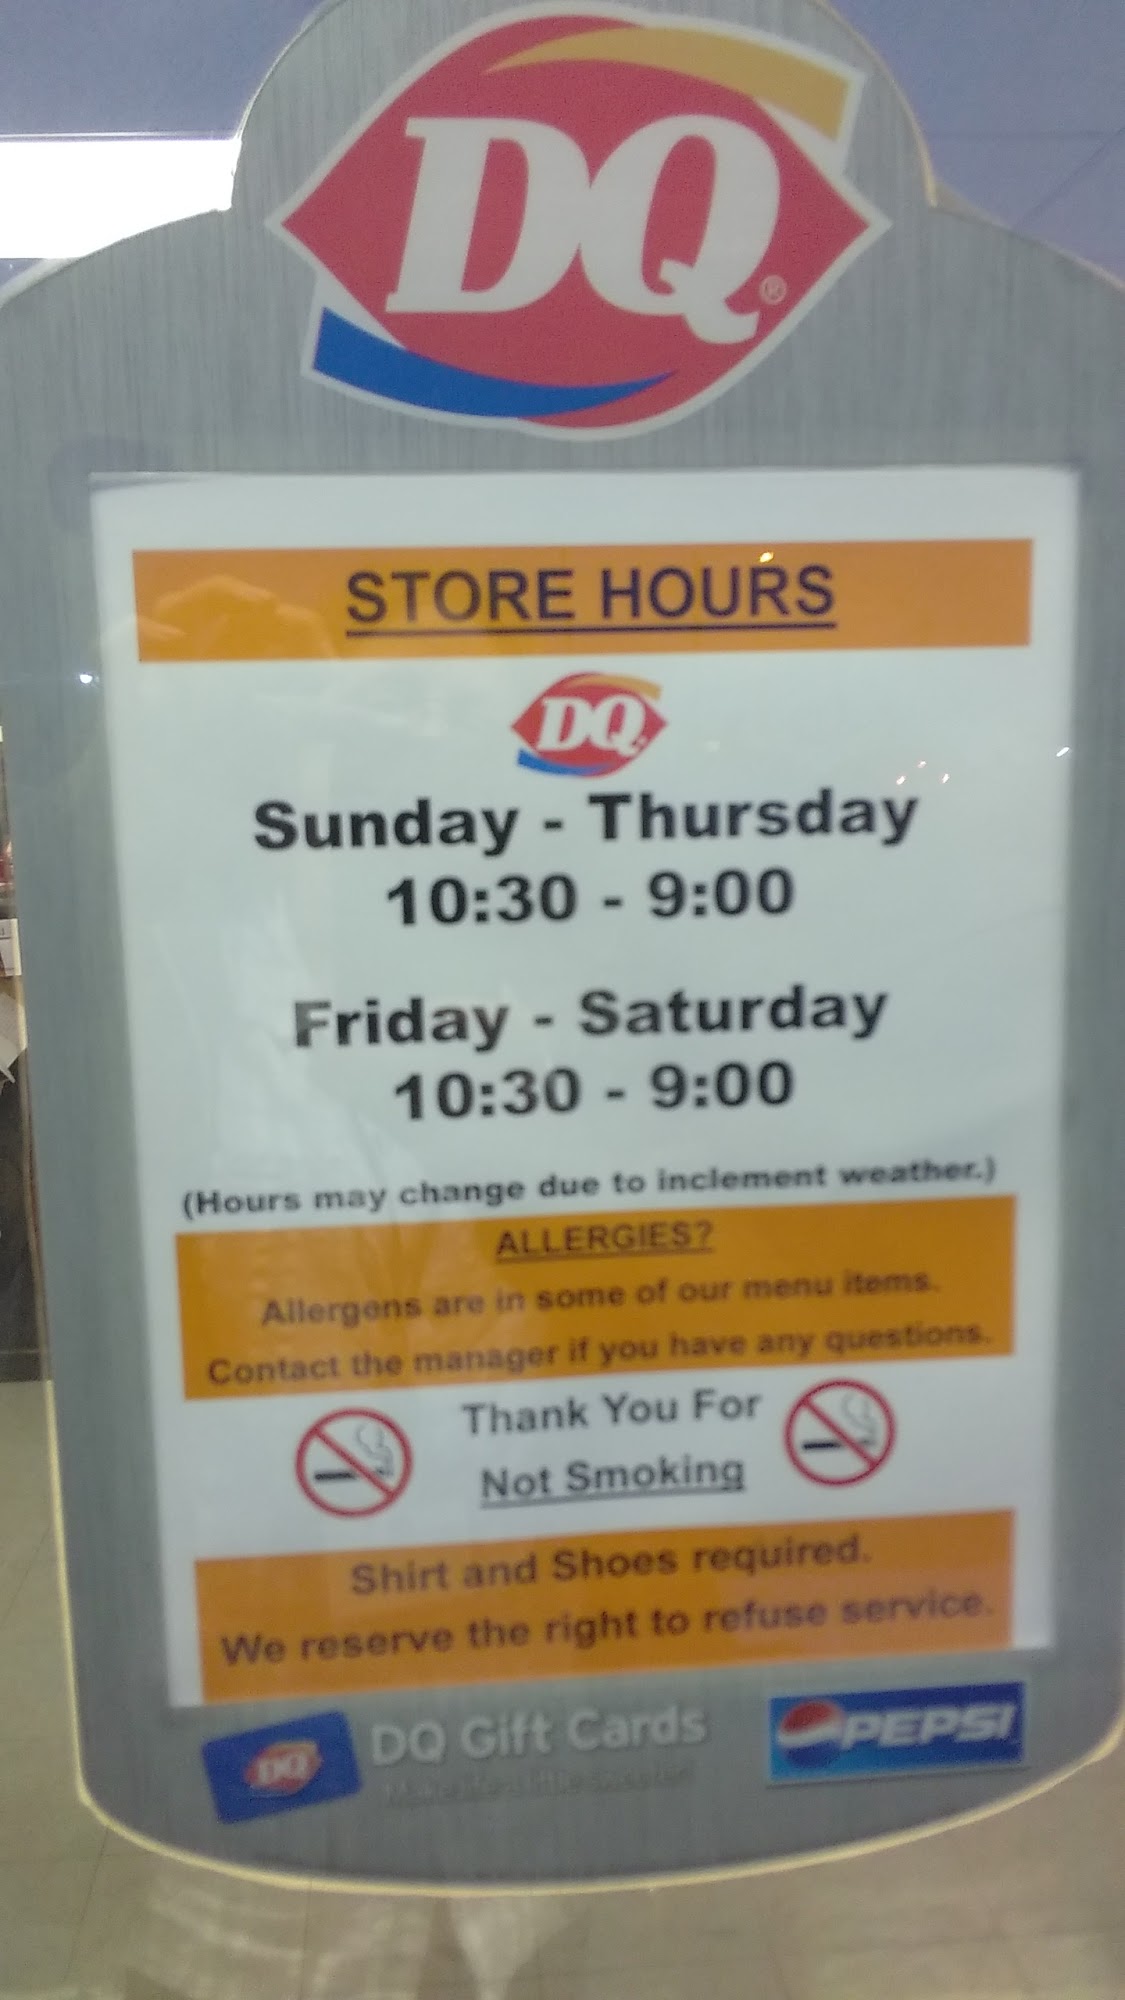 DQ®
STORE HOURS
DQ
Sunday - Thursday
10:30 - 9:00
Friday - Saturday
10:30 - 9:00
(Hours may change due to inclement weather.)
ALLERGIES?
Allergens are in some of our menu items.
Contact the manager if you have any questions.
Thank You For
Not Smoking
Shirt and Shoes required.
We reserve the right to refuse service.
DQ
DQ Gift Cards
PEPSI